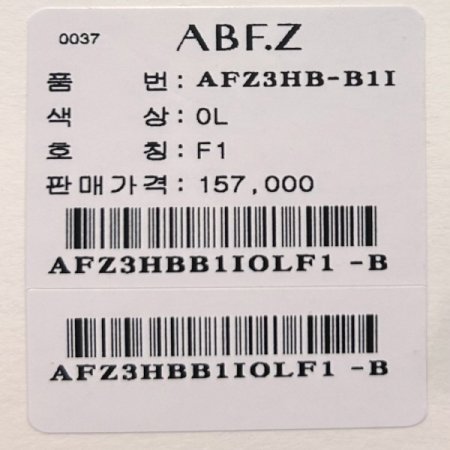 0037 ABF.Z
품 번: AFZ3HB-B1I
색 상: OL
호 칭: F1
판매가격: 157,000
AFZ3HBB1IOLF1 -B
AFZ3HBB1IOLF1 -B